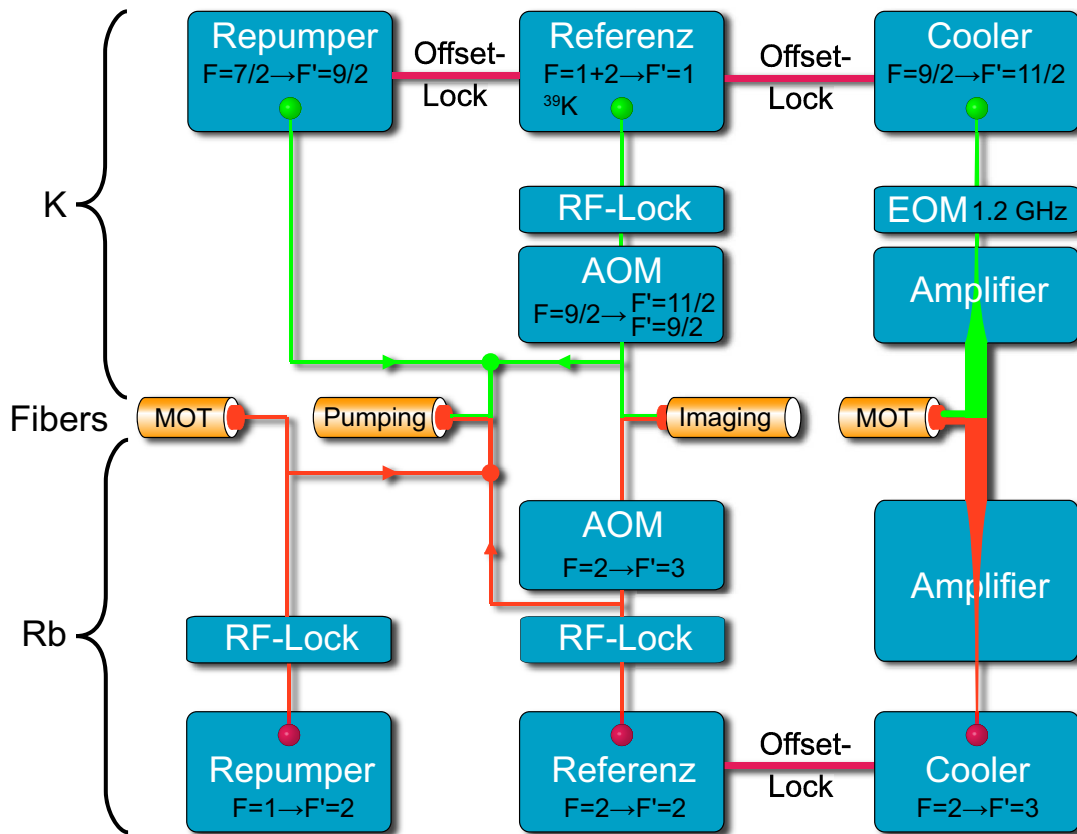 Repumper
F=7/2→F'=9/2
Offset-
Lock
Referenz
F=1+2→F'=1
³⁹K
Offset-
Lock
Cooler
F=9/2→F'=11/2
K
RF-Lock
EOM 1.2 GHz
AOM
F=9/2→ F'=11/2
F'=9/2
Amplifier
Fibers
MOT
Pumping
Imaging
MOT
AOM
F=2→F'=3
Amplifier
Rb
RF-Lock
RF-Lock
Repumper
F=1→F'=2
Referenz
F=2→F'=2
Offset-
Lock
Cooler
F=2→F'=3